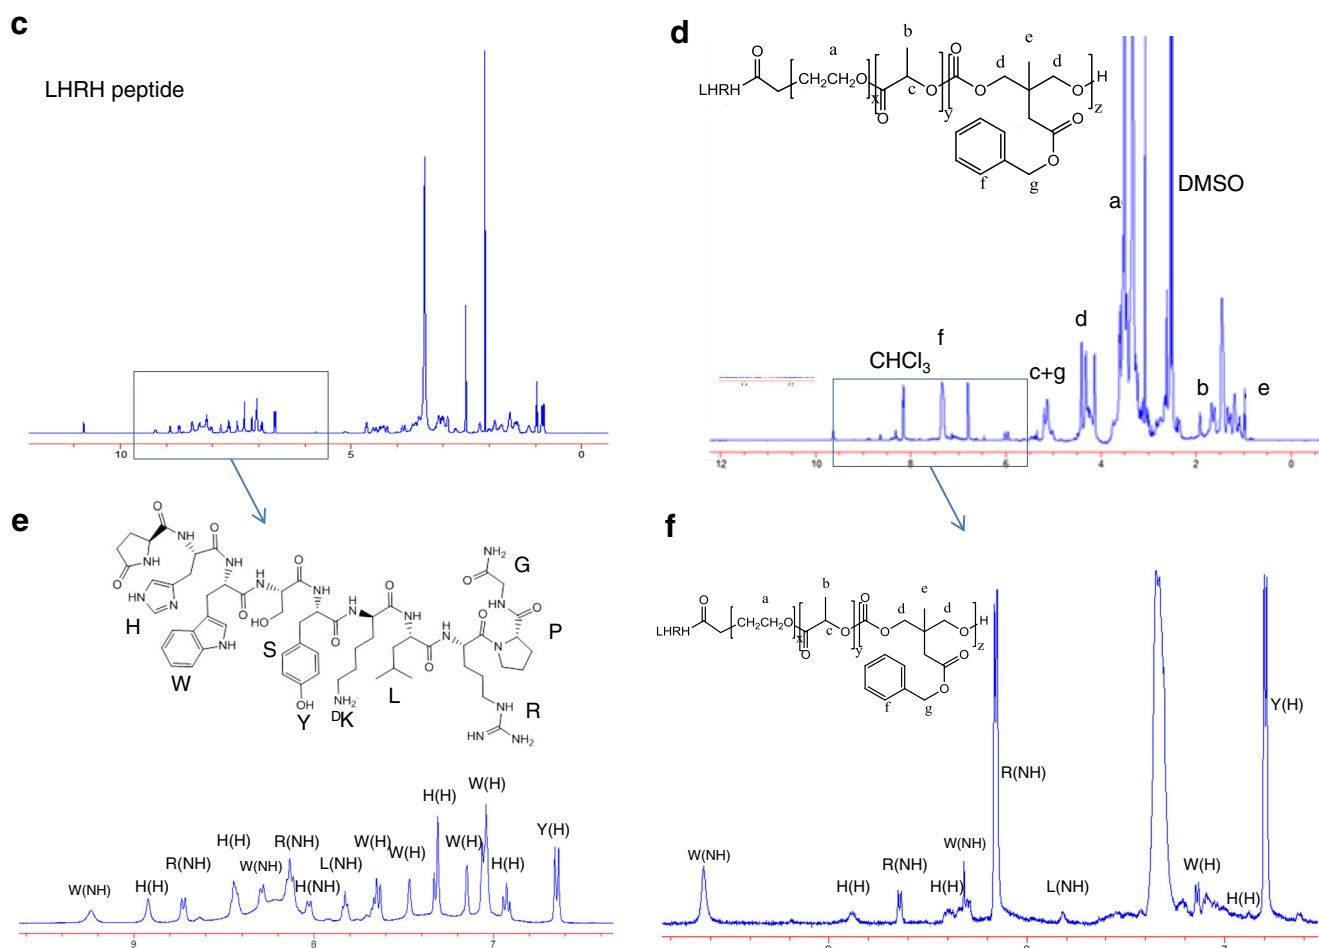 c
LHRH peptide
10
5
0
d
O
a
b
O
e
d
d
LHRH
CH2CH2O
x
O
c
O
y
O
O
H
z
O
O
f
g
DMSO
a
d
f
CHCl3
c+g
b
e
12
10
8
6
4
2
0
e
O
NH
O
NH
O
NH
O
HN
N
H
O
H
N
HO
O
NH
O
H
N
O
NH
O
H
N
O
N
O
HN
O
NH2
G
P
H
NH
W
S
OH
Y
NH2
DK
L
NH
HN
NH2
R
W(NH)
H(H)
R(NH)
H(H)
W(NH)
R(NH)
H(NH)
L(NH)
W(H)
W(H)
H(H)
W(H)
W(H)
H(H)
Y(H)
9
8
7
f
O
a
b
O
e
d
d
LHRH
CH2CH2O
x
O
c
O
y
O
O
H
z
O
O
f
g
W(NH)
H(H)
R(NH)
H(H)
W(NH)
R(NH)
L(NH)
W(H)
H(H)
Y(H)